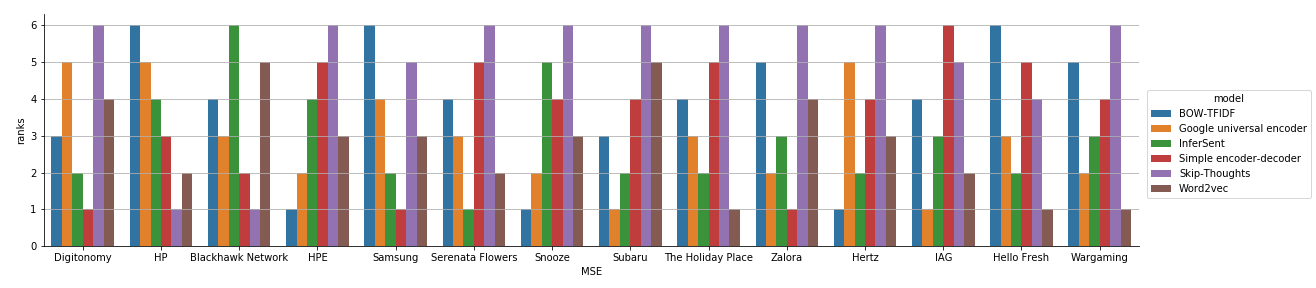 6
5
4
3
2
1
0
ranks
Digitonomy HP Blackhawk Network HPE Samsung Serenata Flowers Snooze Subaru The Holiday Place Zalora Hertz IAG Hello Fresh Wargaming
MSE
model
BOW-TFIDF
Google universal encoder
InferSent
Simple encoder-decoder
Skip-Thoughts
Word2vec